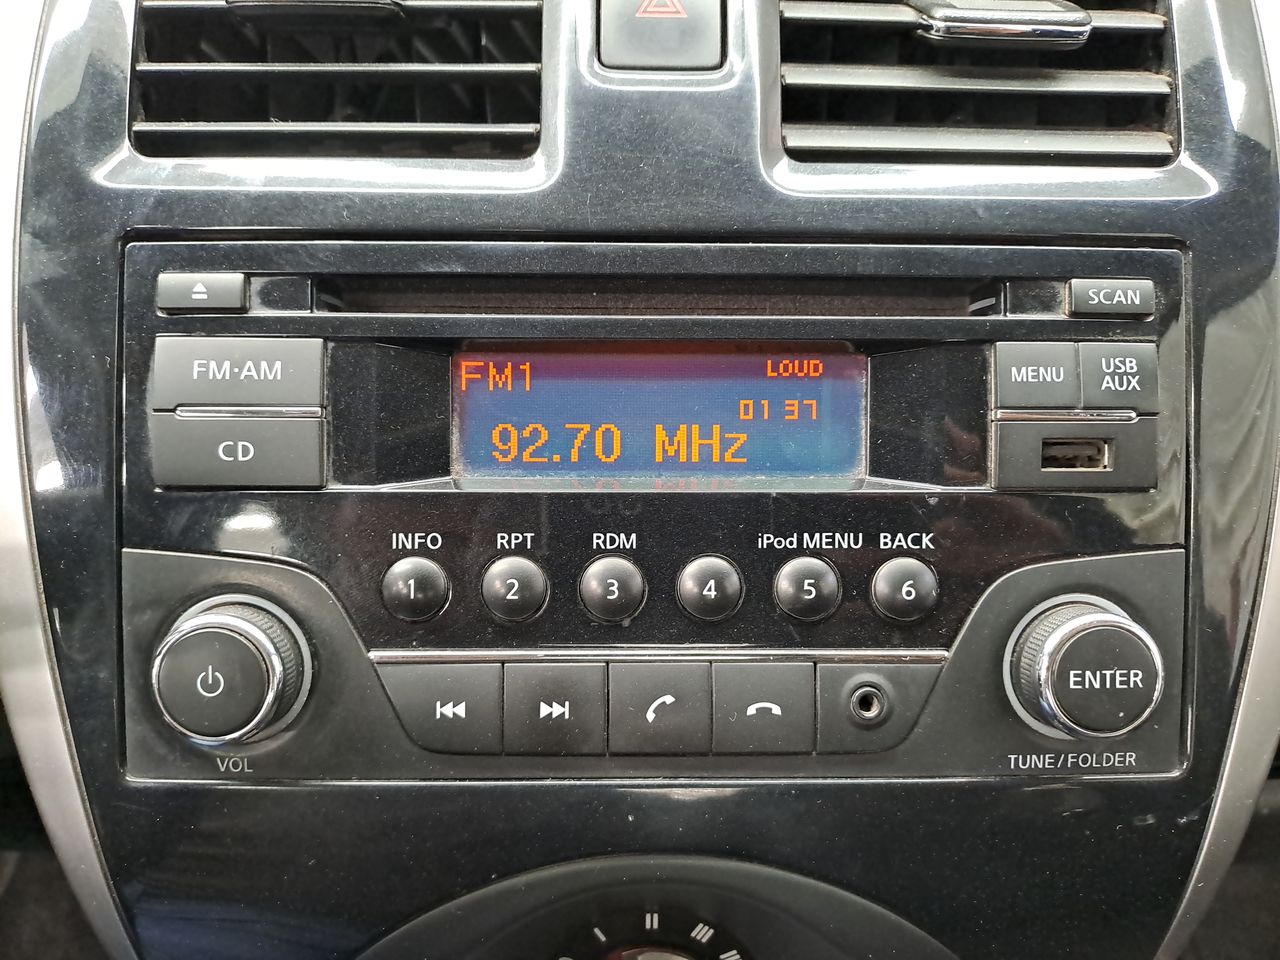 SCAN
FM·AM
CD
FM1
LOUD
01 37
92.70 MHz
MENU
USB
AUX
INFO
RPT
RDM
iPod MENU
BACK
1
2
3
4
5
6
VOL
ENTER
TUNE/FOLDER